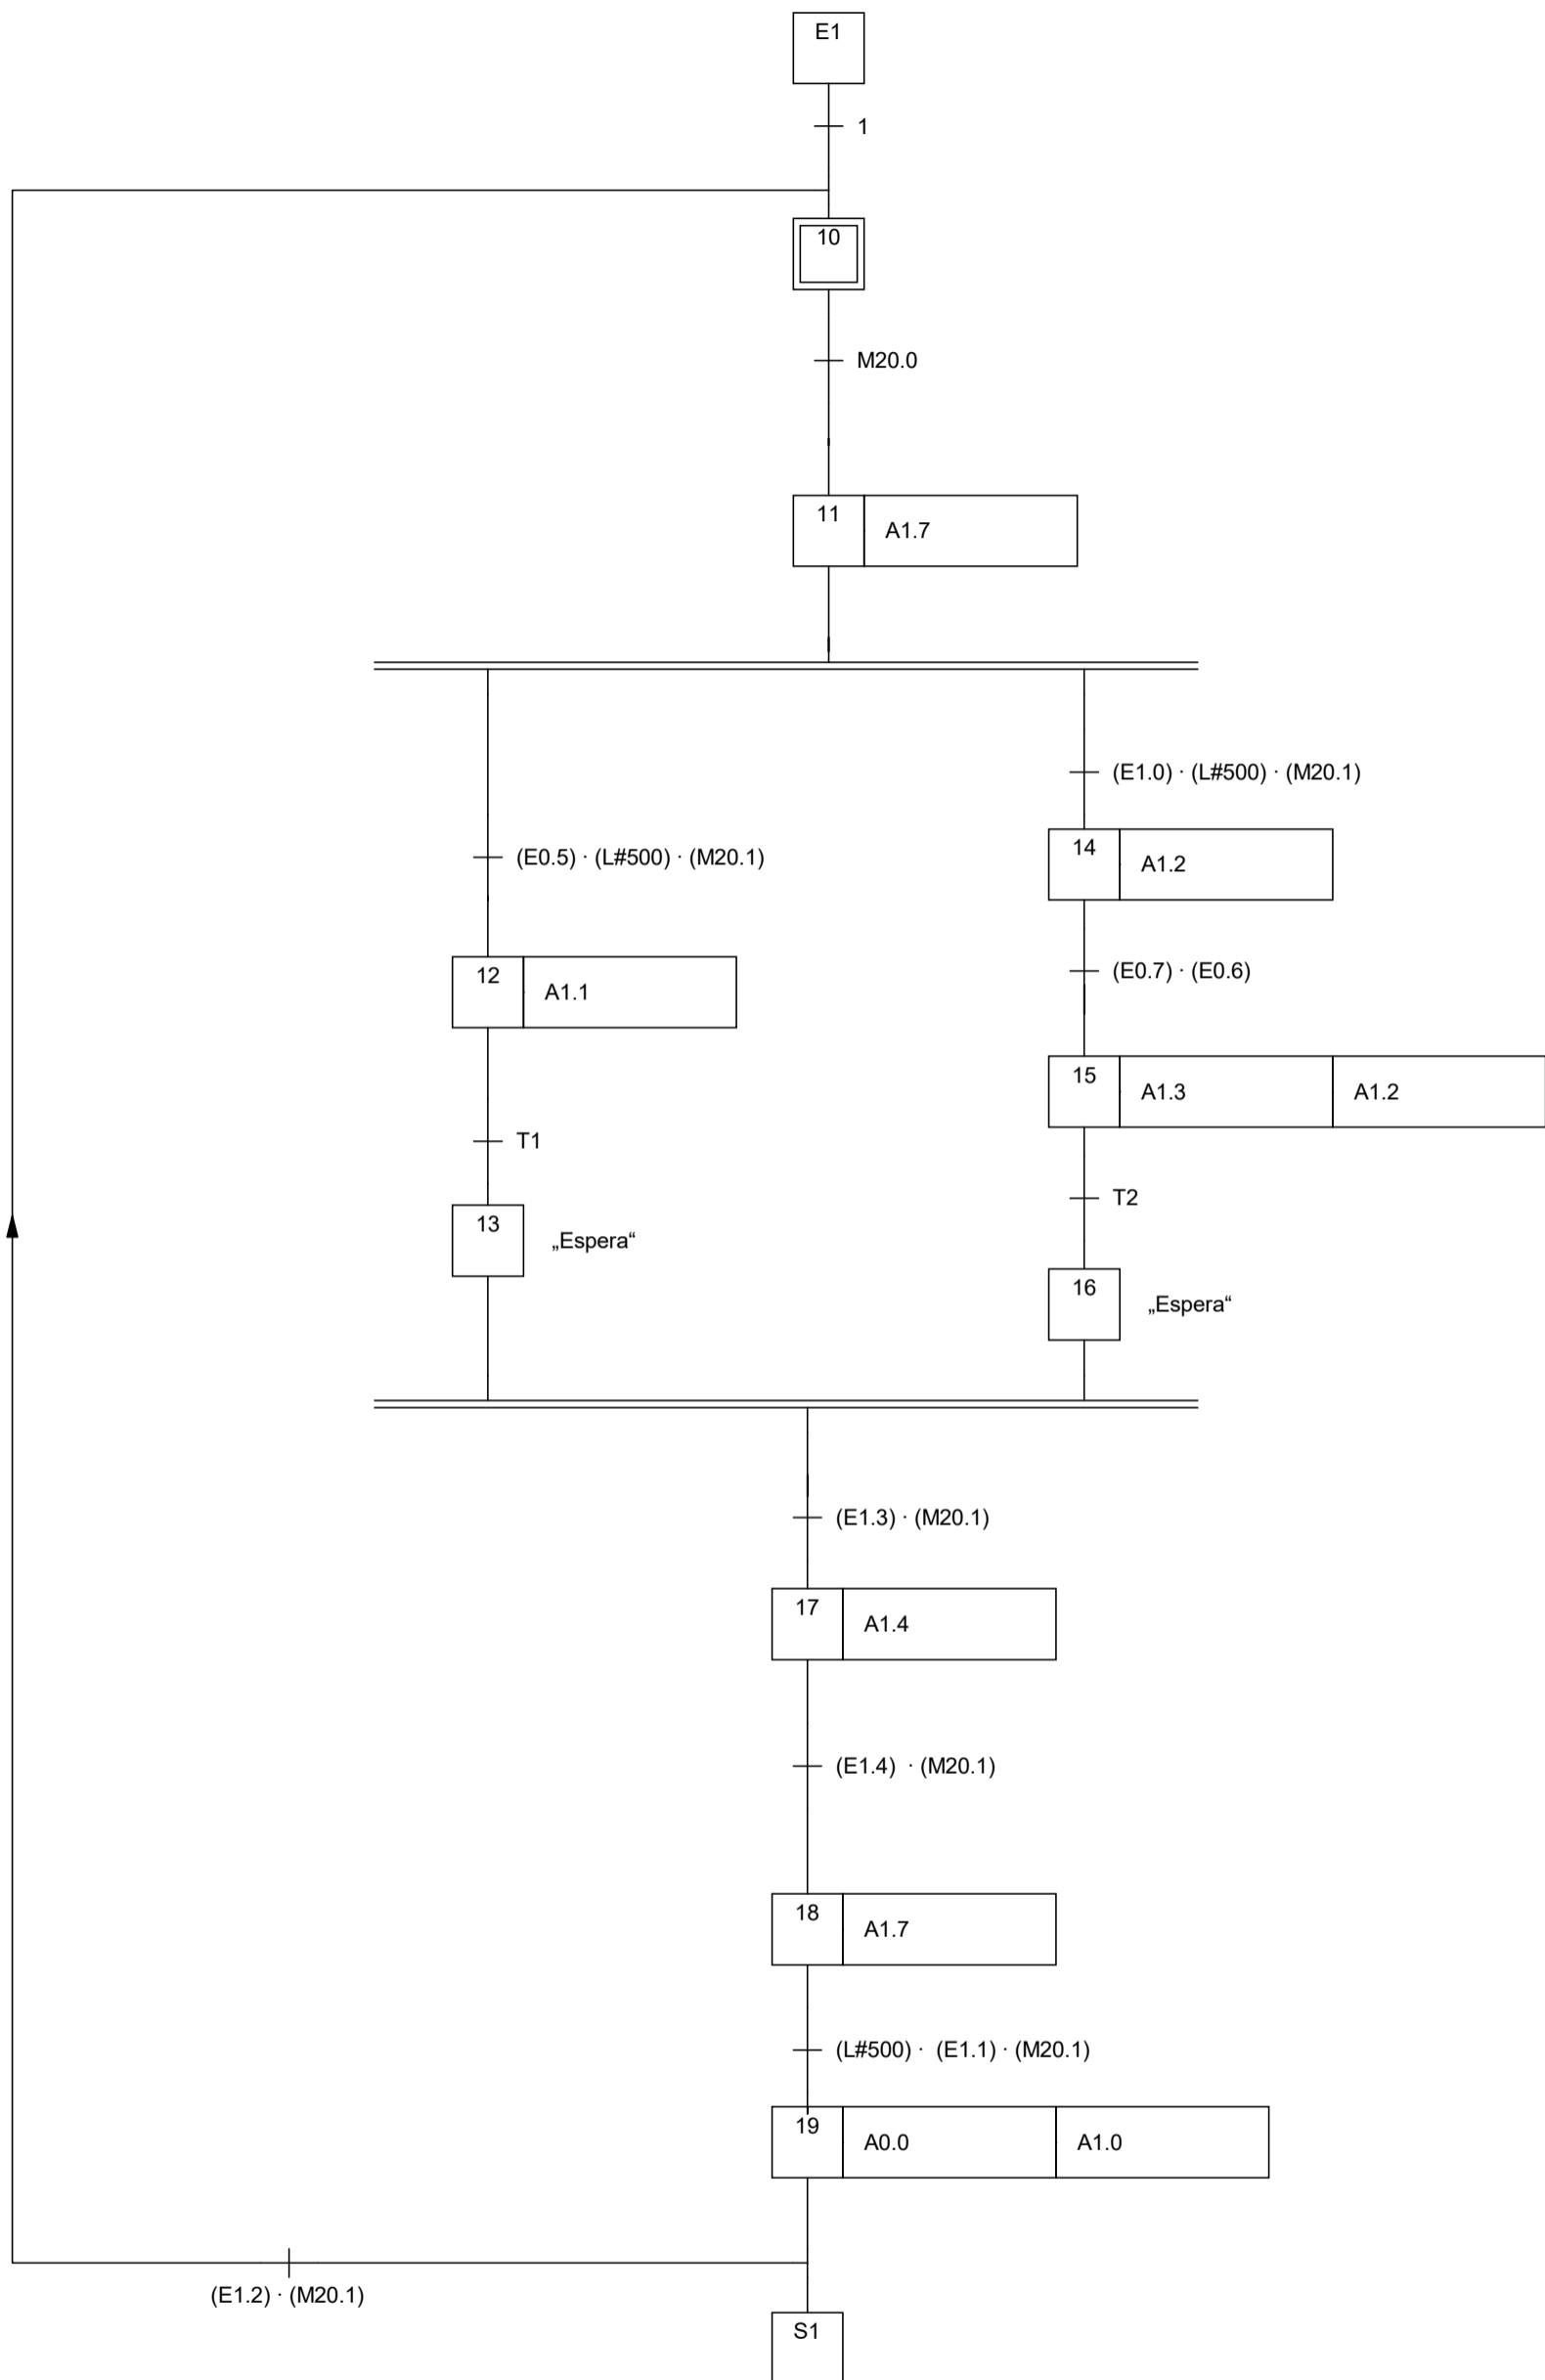 E1
1
10
M20.0
11 A1.7
(E1.0) · (L#500) · (M20.1)
14 A1.2
(E0.5) · (L#500) · (M20.1)
(E0.7) · (E0.6)
12 A1.1
15 A1.3 A1.2
T1
T2
13 „Espera“
16 „Espera“
(E1.3) · (M20.1)
17 A1.4
(E1.4) · (M20.1)
18 A1.7
(L#500) · (E1.1) · (M20.1)
19 A0.0 A1.0
(E1.2) · (M20.1)
S1